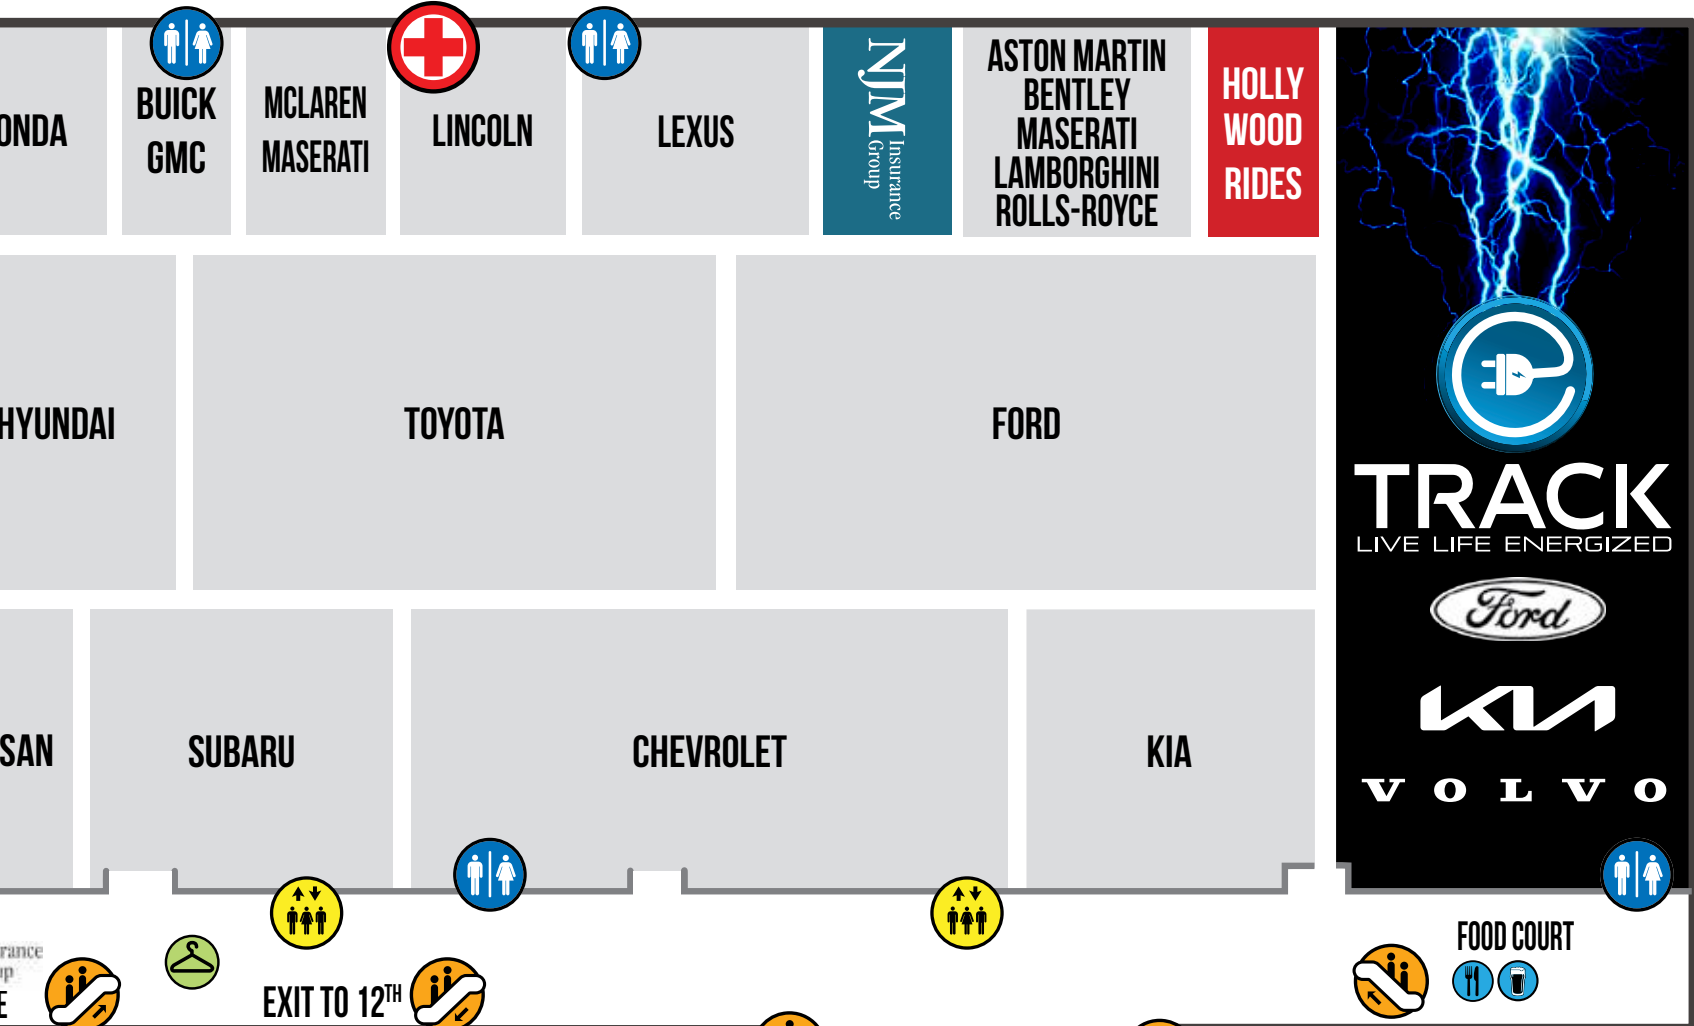 ONDA
BUICK
GMC
MCLAREN
MASERATI
LINCOLN
LEXUS
NJM
Insurance
Group
ASTON MARTIN
BENTLEY
MASERATI
LAMBORGHINI
ROLLS-ROYCE
HOLLY
WOOD
RIDES
HYUNDAI
TOYOTA
FORD
e
TRACK
LIVE LIFE ENERGIZED
Ford
KIA
VOLVO
SAN
SUBARU
CHEVROLET
KIA
FOOD COURT
rance
up
E
EXIT TO 12TH